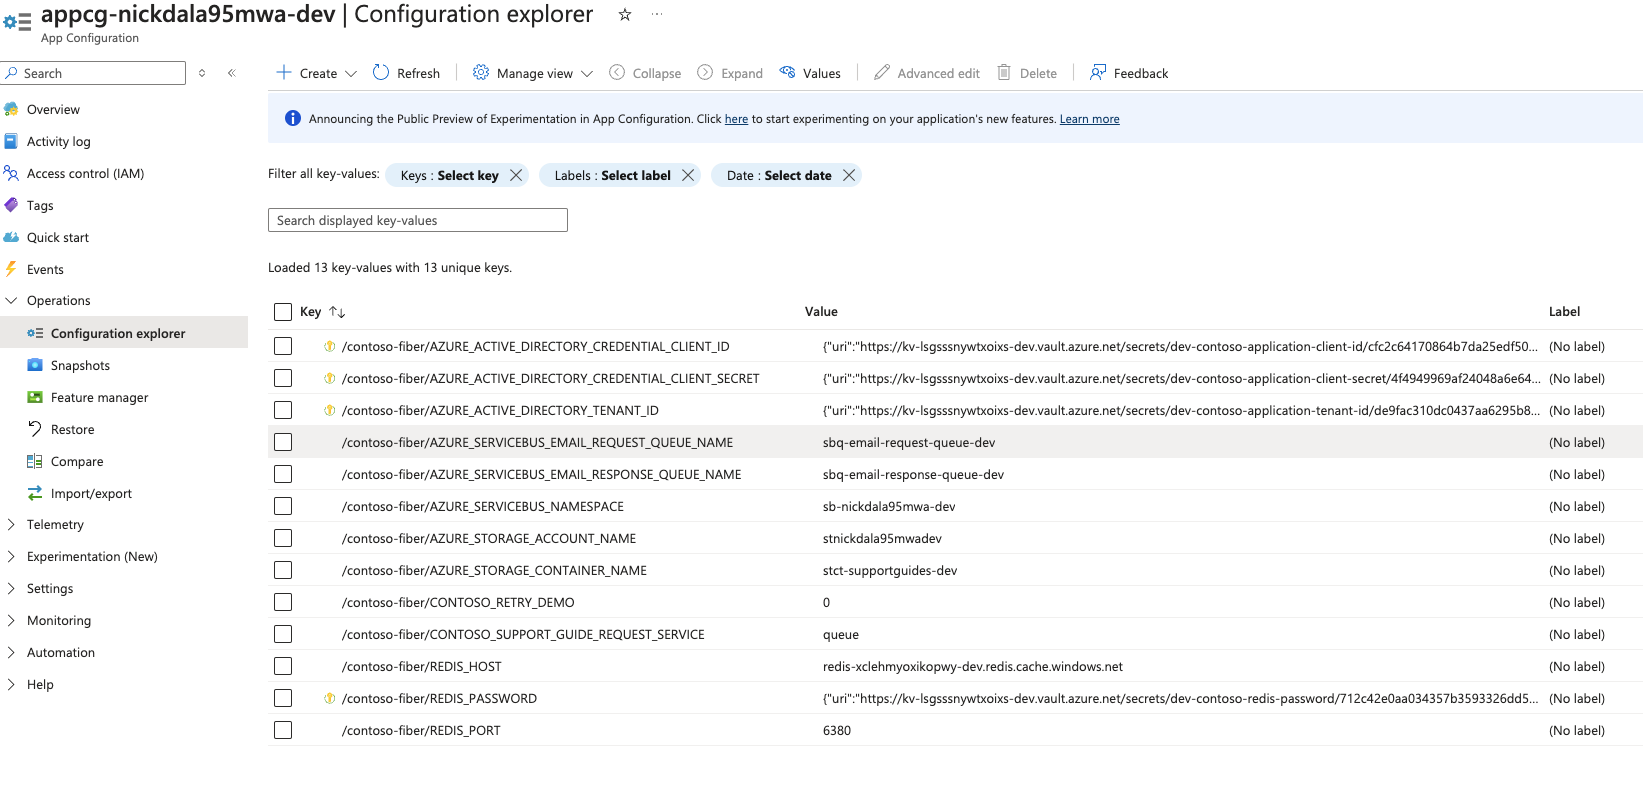 appcg-nickdala95mwa-dev | Configuration explorer
App Configuration
Search
Create Refresh Manage view Collapse Expand Values Advanced edit Delete Feedback
Overview
Activity log
Access control (IAM)
Tags
Quick start
Events
Operations
Configuration explorer
Snapshots
Feature manager
Restore
Compare
Import/export
Telemetry
Experimentation (New)
Settings
Monitoring
Automation
Help
Announcing the Public Preview of Experimentation in App Configuration. Click here to start experimenting on your application's new features. Learn more
Filter all key-values: Keys : Select key Labels : Select label Date : Select date
Search displayed key-values
Loaded 13 key-values with 13 unique keys.
Key Value Label
/contoso-fiber/AZURE_ACTIVE_DIRECTORY_CREDENTIAL_CLIENT_ID {"uri":"https://kv-lsgsssnywtxoixs-dev.vault.azure.net/secrets/dev-contoso-application-client-id/cfc2c64170864b7da25edf50... (No label)
/contoso-fiber/AZURE_ACTIVE_DIRECTORY_CREDENTIAL_CLIENT_SECRET {"uri":"https://kv-lsgsssnywtxoixs-dev.vault.azure.net/secrets/dev-contoso-application-client-secret/4f4949969af24048a6e64... (No label)
/contoso-fiber/AZURE_ACTIVE_DIRECTORY_TENANT_ID {"uri":"https://kv-lsgsssnywtxoixs-dev.vault.azure.net/secrets/dev-contoso-application-tenant-id/de9fac310dc0437aa6295b8... (No label)
/contoso-fiber/AZURE_SERVICEBUS_EMAIL_REQUEST_QUEUE_NAME sbq-email-request-queue-dev (No label)
/contoso-fiber/AZURE_SERVICEBUS_EMAIL_RESPONSE_QUEUE_NAME sbq-email-response-queue-dev (No label)
/contoso-fiber/AZURE_SERVICEBUS_NAMESPACE sb-nickdala95mwa-dev (No label)
/contoso-fiber/AZURE_STORAGE_ACCOUNT_NAME stnickdala95mwadev (No label)
/contoso-fiber/AZURE_STORAGE_CONTAINER_NAME stct-supportguides-dev (No label)
/contoso-fiber/CONTOSO_RETRY_DEMO 0 (No label)
/contoso-fiber/CONTOSO_SUPPORT_GUIDE_REQUEST_SERVICE queue (No label)
/contoso-fiber/REDIS_HOST redis-xclehmyoxikopwy-dev.redis.cache.windows.net (No label)
/contoso-fiber/REDIS_PASSWORD {"uri":"https://kv-lsgsssnywtxoixs-dev.vault.azure.net/secrets/dev-contoso-redis-password/712c42e0aa034357b3593326dd5... (No label)
/contoso-fiber/REDIS_PORT 6380 (No label)